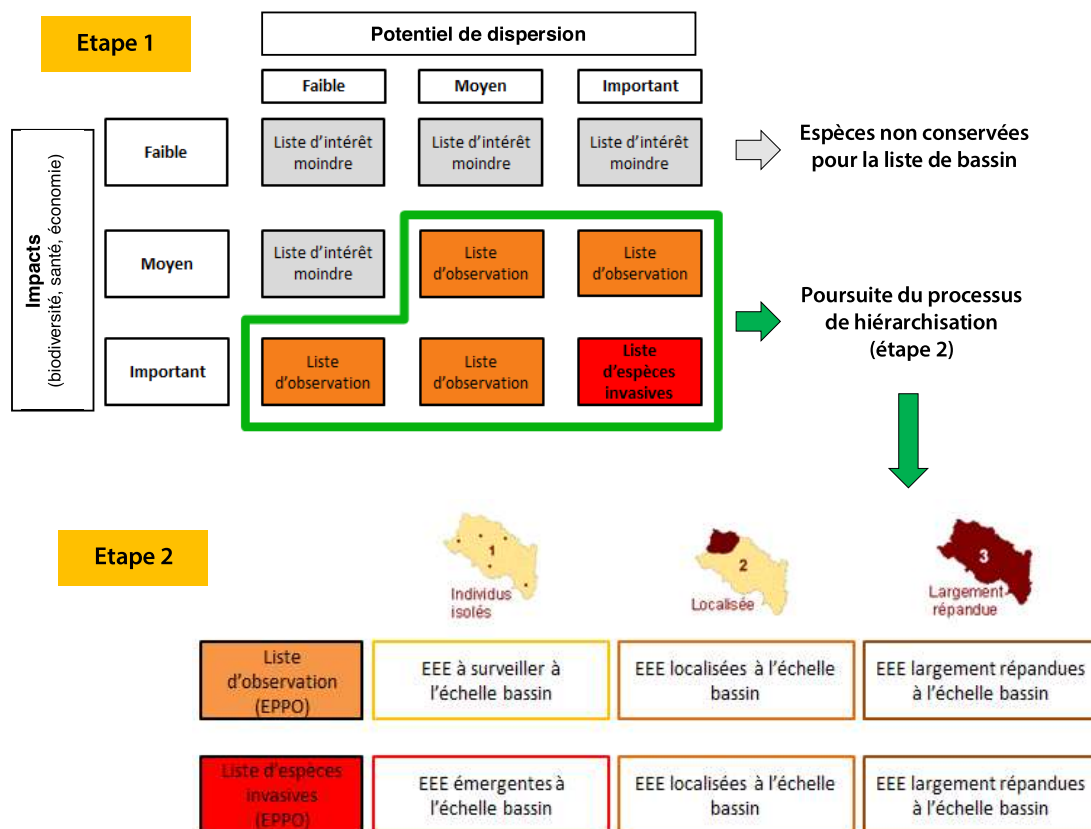 Etape 1
Potentiel de dispersion
Faible
Moyen
Important
Impacts
(biodiversité, santé, économie)
Faible
Liste d'intérêt
moindre
Liste d'intérêt
moindre
Liste d'intérêt
moindre
Espèces non conservées
pour la liste de bassin
Moyen
Liste d'intérêt
moindre
Liste
d'observation
Liste
d'observation
Poursuite du processus
de hiérarchisation
(étape 2)
Important
Liste
d'observation
Liste
d'observation
Liste
d'espèces
invasives
Etape 2
1
Individus
isolés
2
Localisée
3
Largement
répandue
Liste
d'observation
(EPPO)
EEE à surveiller à
l'échelle bassin
EEE localisées à l'échelle
bassin
EEE largement répandues
à l'échelle bassin
Liste d'espèces
invasives
(EPPO)
EEE émergentes à
l'échelle bassin
EEE localisées à l'échelle
bassin
EEE largement répandues
à l'échelle bassin